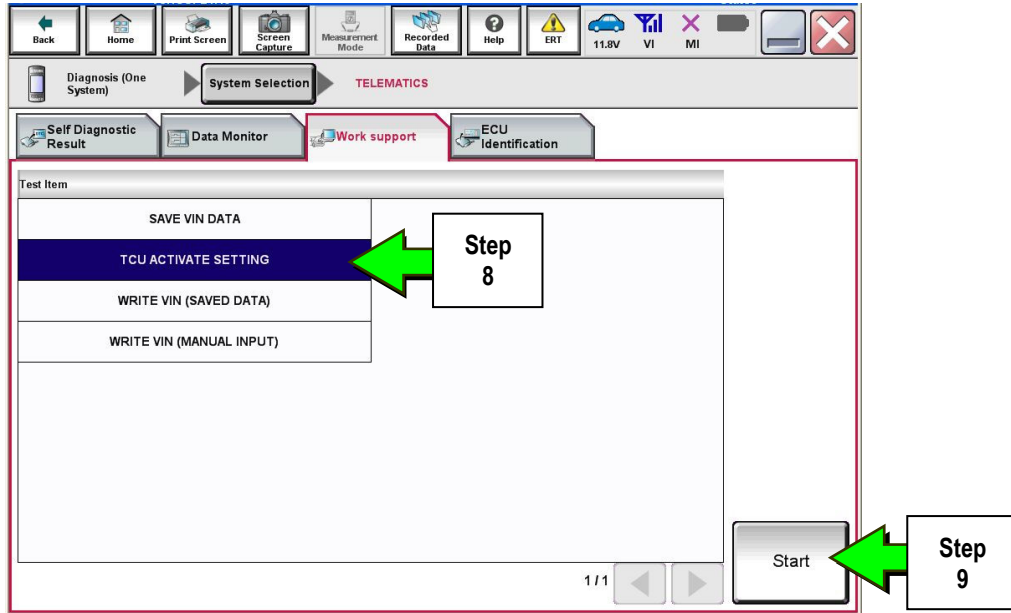 Back
Home
Print Screen
Screen
Capture
Measurement
Mode
Recorded
Data
Help
ERT
11.8V
VI
MI
Diagnosis (One
System)
System Selection
TELEMATICS
Self Diagnostic
Result
Data Monitor
Work support
ECU
Identification
Test Item
SAVE VIN DATA
TCU ACTIVATE SETTING
WRITE VIN (SAVED DATA)
WRITE VIN (MANUAL INPUT)
Step
8
1/1
Start
Step
9